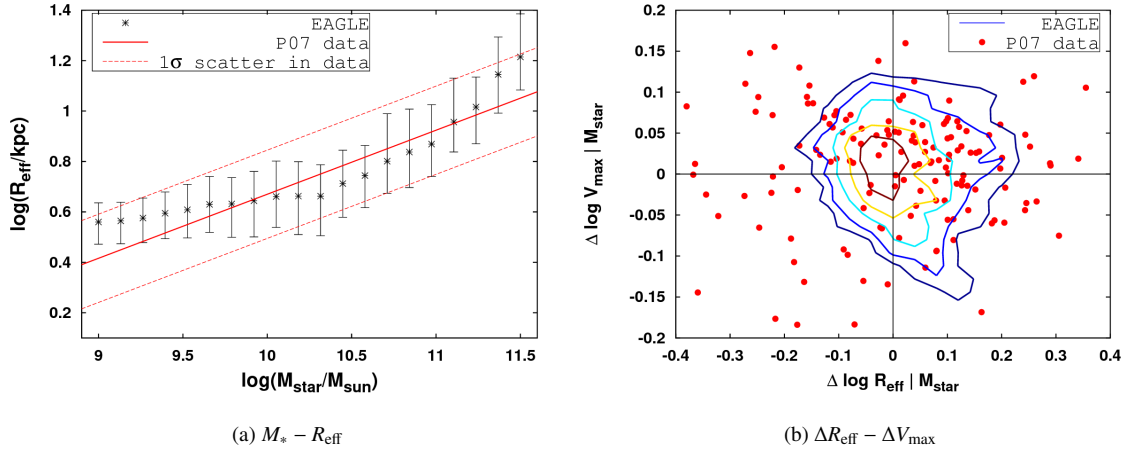 EAGLE
P07 data
1σ scatter in data
log(R_eff/kpc)
1.4
1.2
1
0.8
0.6
0.4
0.2
9
9.5
10
10.5
11
11.5
log(M_star/M_sun)
(a) M_* − R_eff
EAGLE
P07 data
Δ log V_max | M_star
0.2
0.15
0.1
0.05
0
-0.05
-0.1
-0.15
-0.2
-0.4
-0.3
-0.2
-0.1
0
0.1
0.2
0.3
0.4
Δ log R_eff | M_star
(b) ΔR_eff − ΔV_max